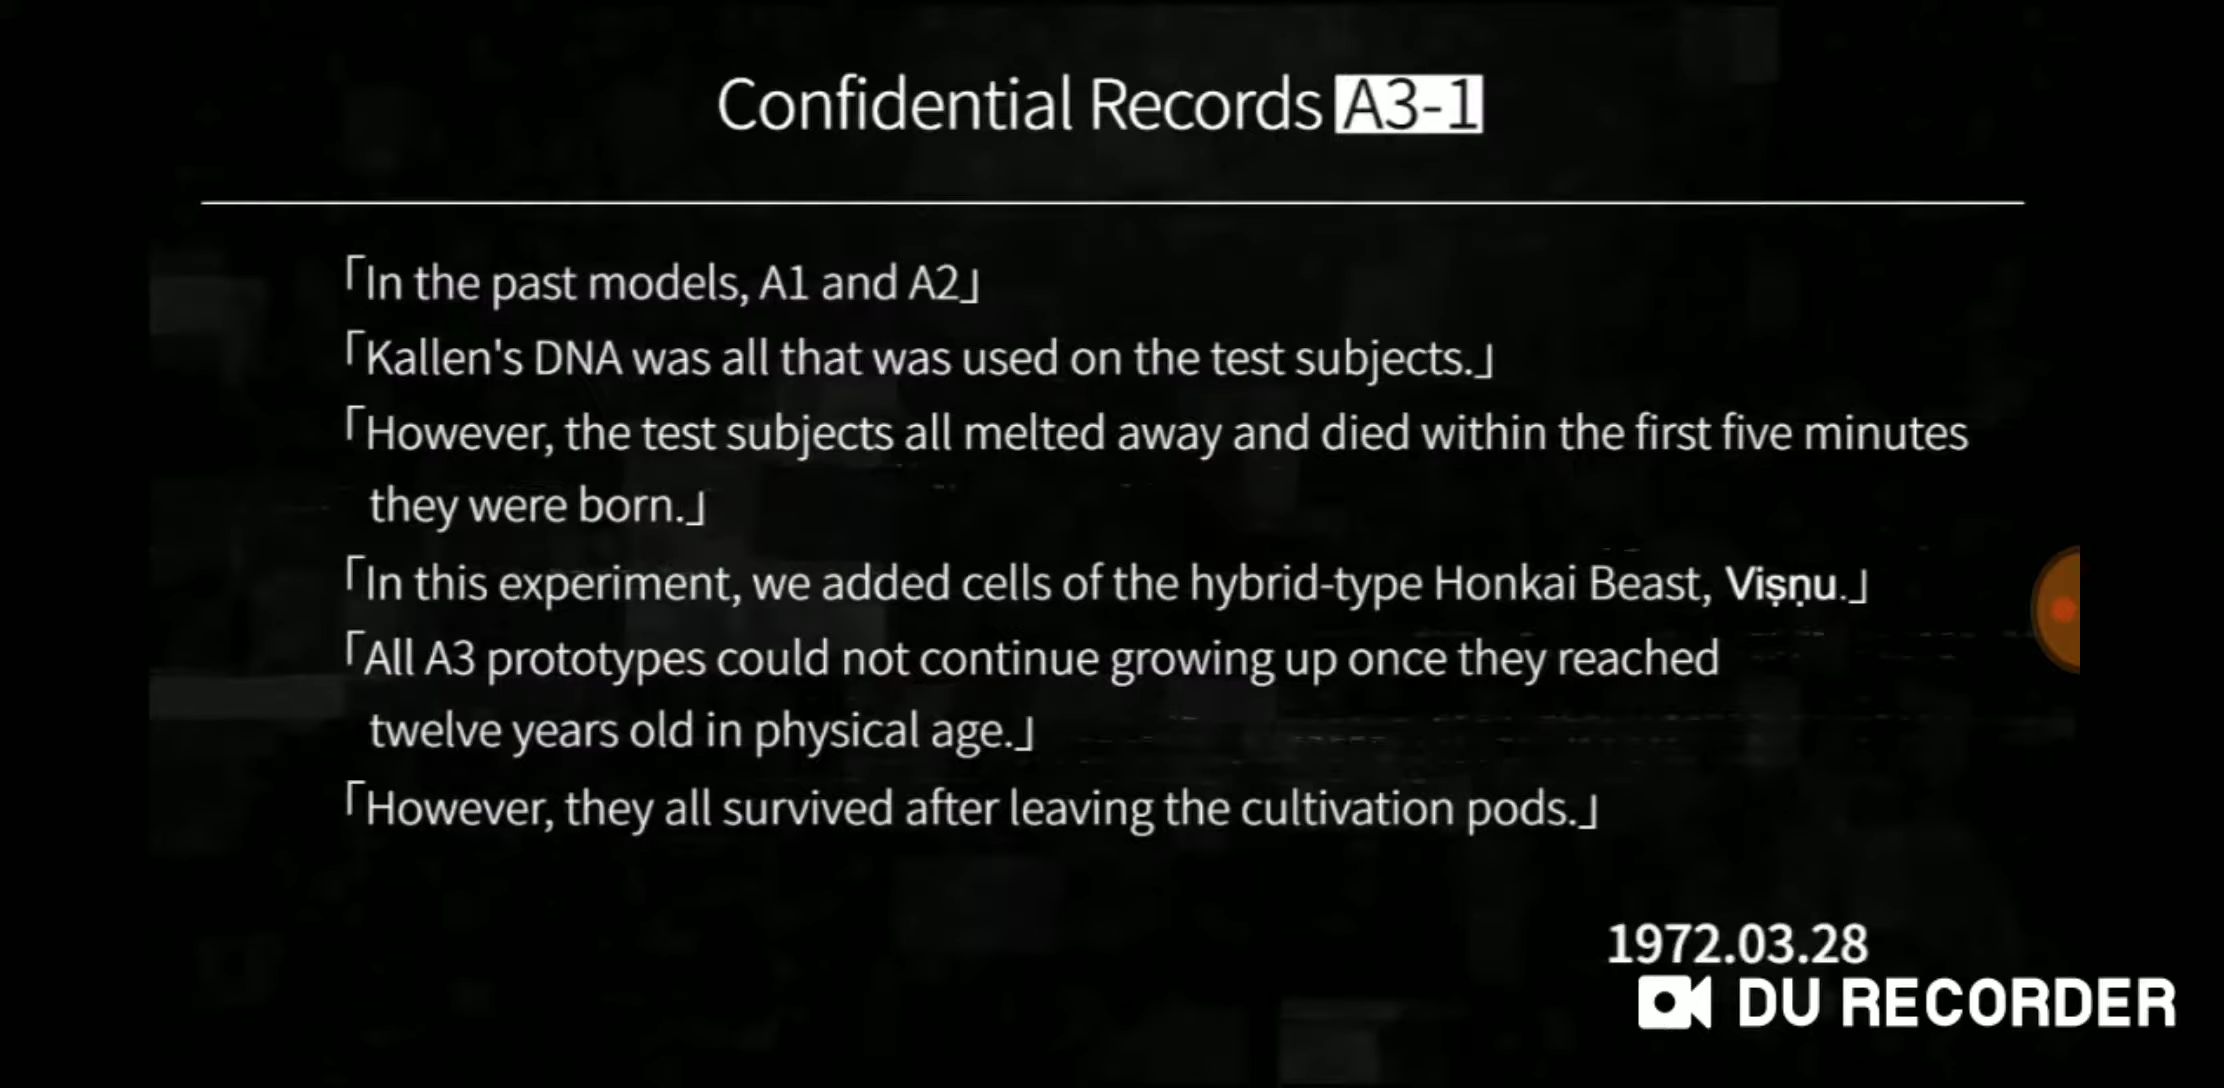 Confidential Records A3-1
「In the past models, A1 and A2」
「Kallen's DNA was all that was used on the test subjects.」
「However, the test subjects all melted away and died within the first five minutes
they were born.」
「In this experiment, we added cells of the hybrid-type Honkai Beast, Viṣṇu.」
「All A3 prototypes could not continue growing up once they reached
twelve years old in physical age.」
「However, they all survived after leaving the cultivation pods.」
1972.03.28
DU RECORDER